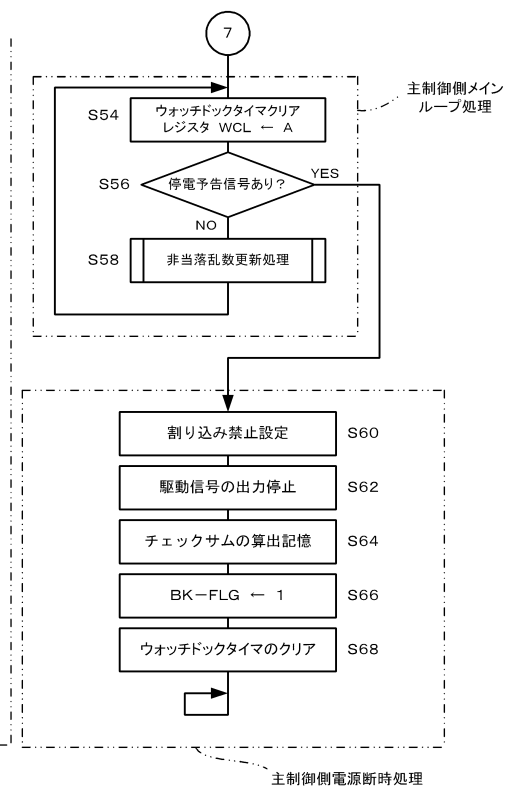 7
主制御側メイン
ループ処理
S54
ウォッチドックタイマクリア
レジスタ WCL ← A
S56
停電予告信号あり?
YES
NO
S58
非当落乱数更新処理
割り込み禁止設定
S60
駆動信号の出力停止
S62
チェックサムの算出記憶
S64
BK-FLG ← 1
S66
ウォッチドックタイマのクリア
S68
主制御側電源断時処理